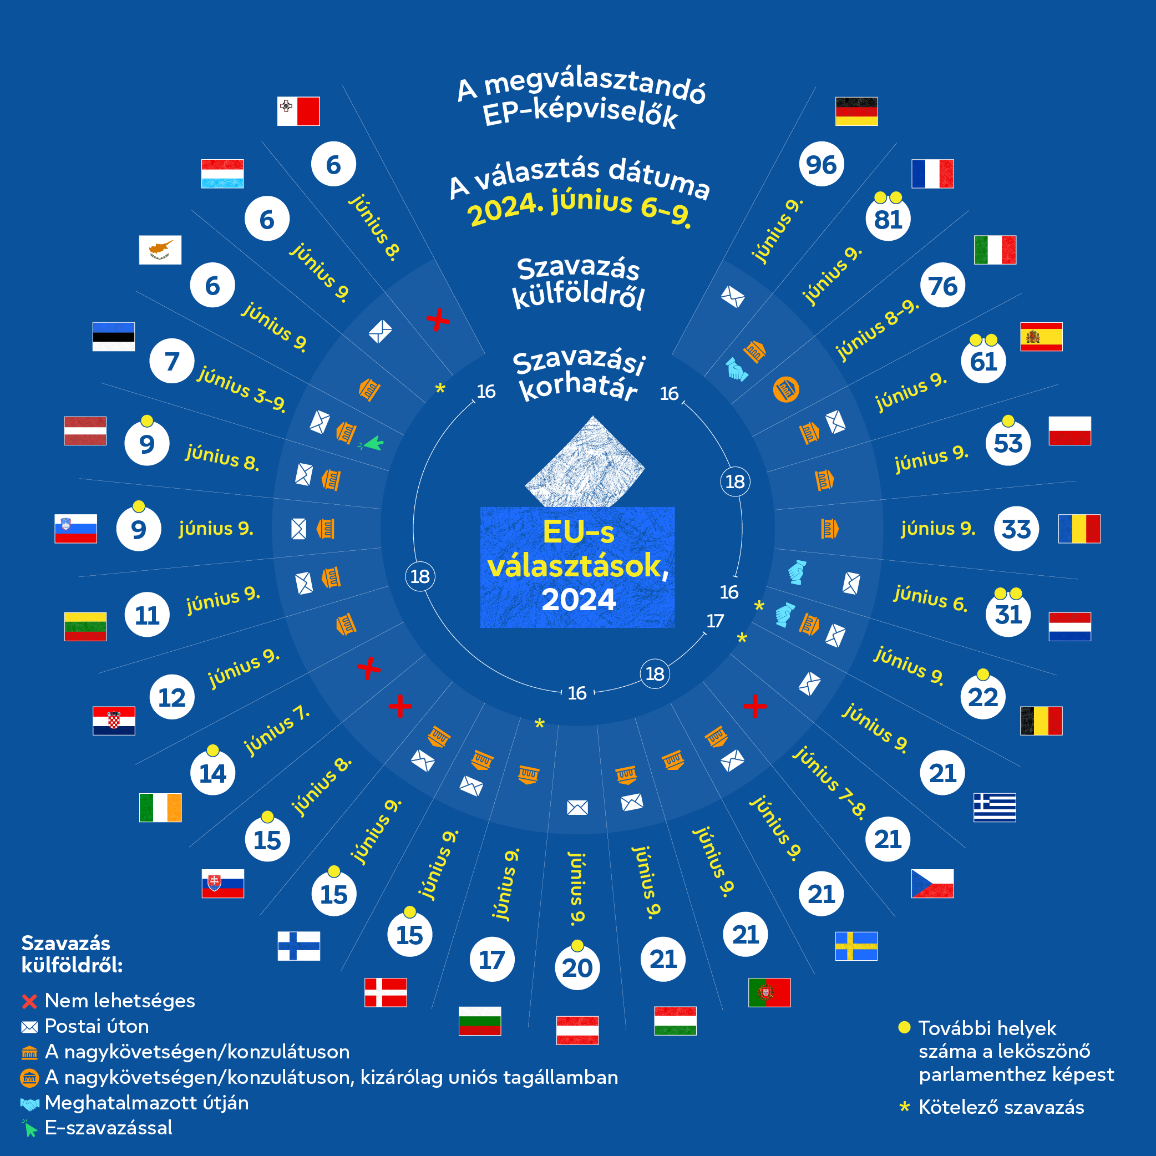 A megválasztandó
EP-képviselők
A választás dátuma
2024. június 6-9.
Szavazás
külföldről
Szavazási
korhatár
EU-s
választások,
2024
96
június 9.
81
június 9.
76
június 8-9.
61
június 9.
53
június 9.
33
június 9.
31
június 6.
22
június 9.
21
június 9.
21
június 7-8.
21
június 9.
21
június 9.
21
június 9.
20
június 9.
17
június 9.
15
június 9.
15
június 9.
15
június 8.
14
június 7.
12
június 9.
11
június 9.
9
június 9.
9
június 8.
7
június 3-9.
6
június 9.
6
június 9.
6
június 8.
16
18
16
17
18
16
18
16
*
*
*
*
Szavazás
külföldről:
Nem lehetséges
Postai úton
A nagykövetségen/konzulátuson
A nagykövetségen/konzulátuson, kizárólag uniós tagállamban
Meghatalmazott útján
E-szavazással
További helyek
száma a leköszönő
parlamenthez képest
* Kötelező szavazás